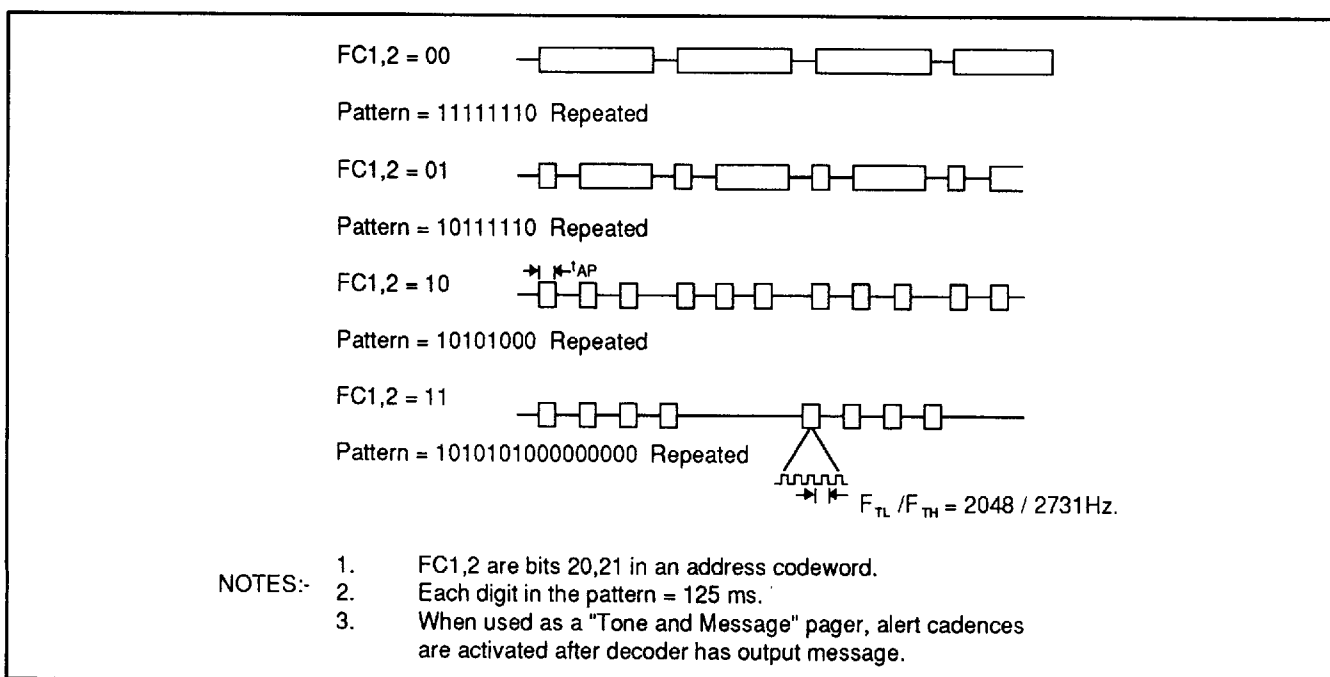 FC1,2 = 00
Pattern = 11111110 Repeated
FC1,2 = 01
Pattern = 10111110 Repeated
tAP
FC1,2 = 10
Pattern = 10101000 Repeated
FC1,2 = 11
Pattern = 1010101000000000 Repeated
FTL /FTH = 2048 / 2731Hz.
NOTES:-
1. FC1,2 are bits 20,21 in an address codeword.
2. Each digit in the pattern = 125 ms.
3. When used as a "Tone and Message" pager, alert cadences
are activated after decoder has output message.